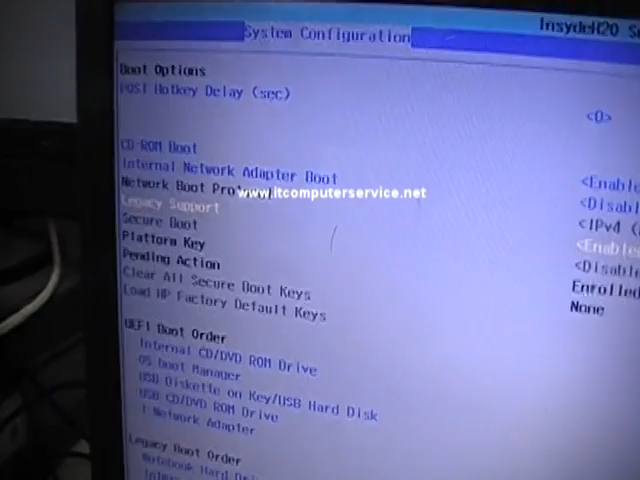 InsydeH20
System Configuration
Boot Options
POST Hotkey Delay (sec)
<0>
CD-ROM Boot
Internal Network Adapter Boot
<Enable
Network Boot
<Disabl
www.itcomputerservice.net
Legacy Support
<IPv4
Secure Boot
<Enable
Platform Key
<Disable
Pending Action
Enrolled
Clear All Secure Boot Keys
None
Load HP Factory Default Keys
UEFI Boot Order
Internal CD/DVD ROM Drive
OS boot Manager
USB Diskette on Key/USB Hard Disk
USB CD/DVD ROM Drive
! Network Adapter
Legacy Boot Order
Notebook Hard